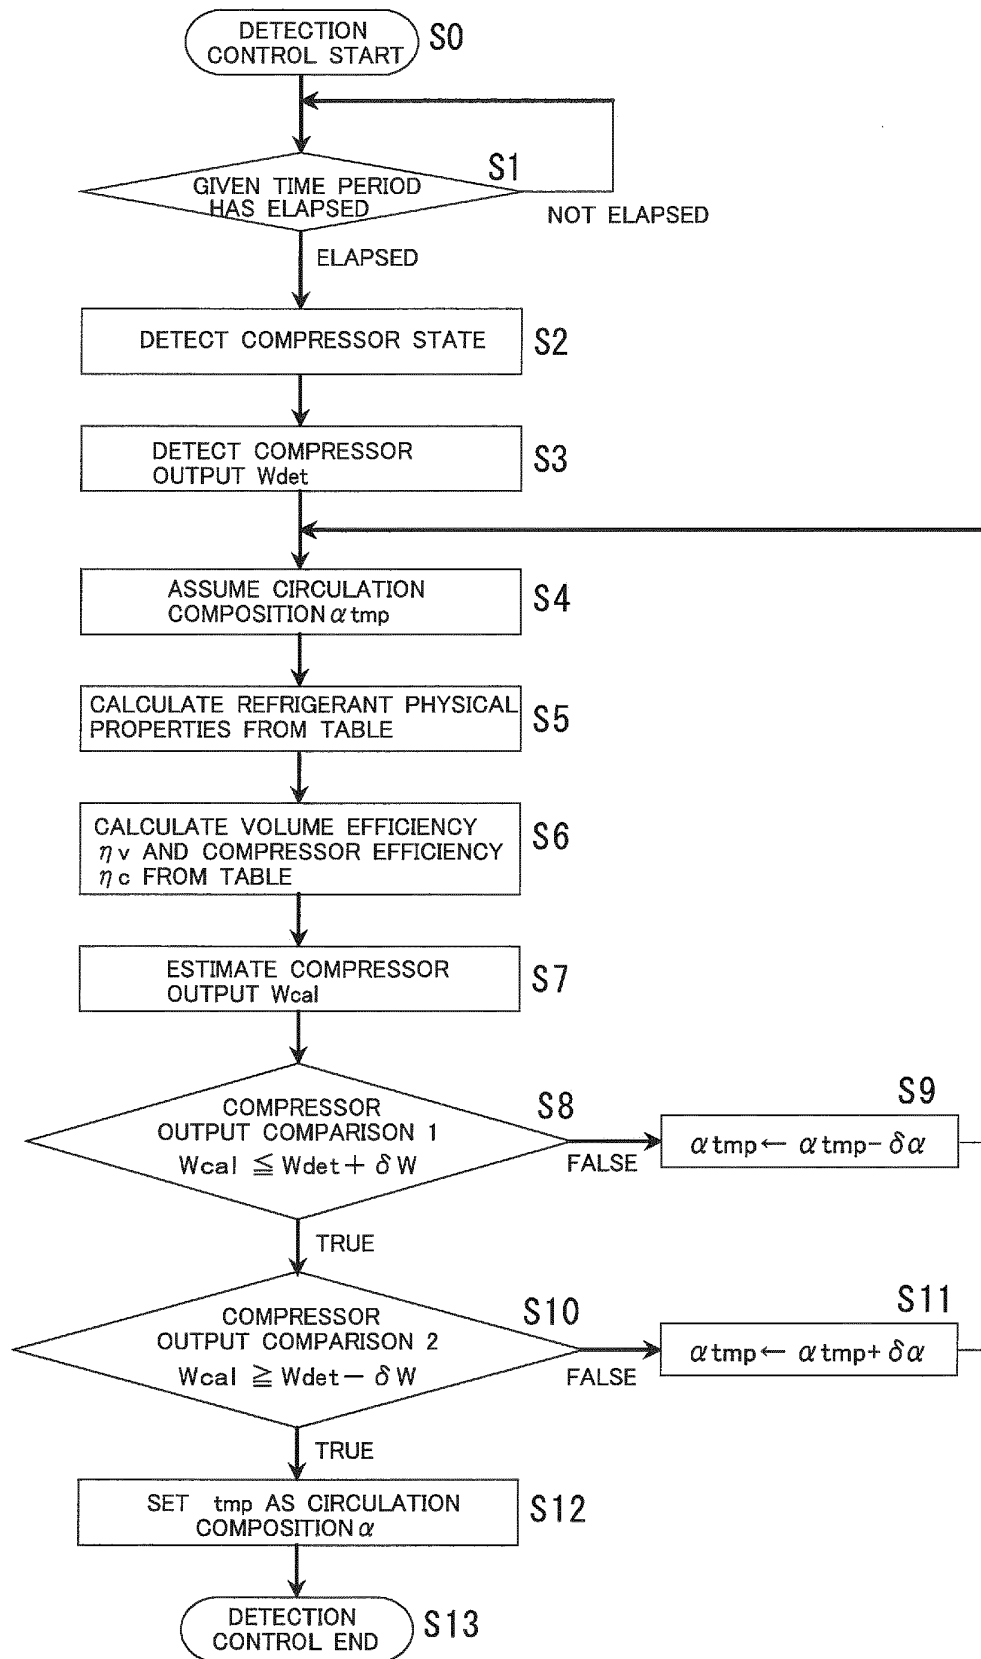 DETECTION
CONTROL START
S0
S1
GIVEN TIME PERIOD
HAS ELAPSED
NOT ELAPSED
ELAPSED
DETECT COMPRESSOR STATE
S2
DETECT COMPRESSOR
OUTPUT Wdet
S3
ASSUME CIRCULATION
COMPOSITION α tmp
S4
CALCULATE REFRIGERANT PHYSICAL
PROPERTIES FROM TABLE
S5
CALCULATE VOLUME EFFICIENCY
ηv AND COMPRESSOR EFFICIENCY
ηc FROM TABLE
S6
ESTIMATE COMPRESSOR
OUTPUT Wcal
S7
COMPRESSOR
OUTPUT COMPARISON 1
Wcal ≦ Wdet+ δW
S8
FALSE
S9
αtmp← αtmp- δα
TRUE
COMPRESSOR
OUTPUT COMPARISON 2
Wcal ≧ Wdet- δW
S10
FALSE
S11
αtmp← αtmp+ δα
TRUE
SET tmp AS CIRCULATION
COMPOSITION α
S12
DETECTION
CONTROL END
S13